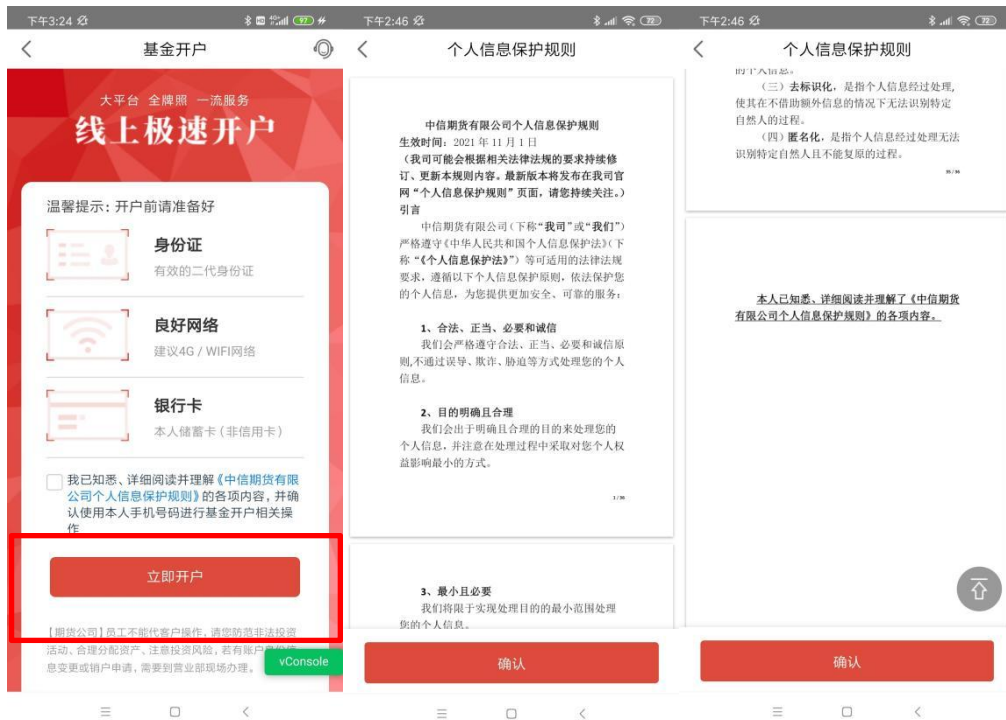 下午3:24
97
基金开户
大平台 全牌照 一流服务
线上极速开户
温馨提示: 开户前请准备好
身份证
有效的二代身份证
良好网络
建议4G / WIFI网络
银行卡
本人储蓄卡(非信用卡)
我已知悉、详细阅读并理解《中信期货有限
公司个人信息保护规则》的各项内容，并确
认使用本人手机号码进行基金开户相关操
作
立即开户
【期货公司】员工不能代客户操作，请您防范非法投资
活动、合理分配资产、注意投资风险，若有账户身份信
息变更或销户申请，需要到营业部现场办理。
vConsole
下午2:46
72
个人信息保护规则
中信期货有限公司个人信息保护规则
生效时间：2021 年 11 月 1 日
（我司可能会根据相关法律法规的要求持续修
订、更新本规则内容。最新版本将发布在我司官
网“个人信息保护规则”页面，请您持续关注。）
引言
中信期货有限公司（下称“我司”或“我们”）
严格遵守《中华人民共和国个人信息保护法》（下
称“《个人信息保护法》”）等可适用的法律法规
要求，遵循以下个人信息保护原则，依法保护您
的个人信息，为您提供更加安全、可靠的服务：
1、合法、正当、必要和诚信
我们会严格遵守合法、正当、必要和诚信原
则,不通过误导、欺诈、胁迫等方式处理您的个人
信息。
2、目的明确且合理
我们会出于明确且合理的目的来处理您的
个人信息，并注意在处理过程中采取对您个人权
益影响最小的方式。
1 / 36
3、最小且必要
我们将限于实现处理目的的最小范围处理
您的个人信息。
确认
下午2:46
72
个人信息保护规则
的个人信息。
（三）去标识化，是指个人信息经过处理，
使其在不借助额外信息的情况下无法识别特定
自然人的过程。
（四）匿名化，是指个人信息经过处理无法
识别特定自然人且不能复原的过程。
35 / 36
本人已知悉、详细阅读并理解了《中信期货
有限公司个人信息保护规则》的各项内容。
确认